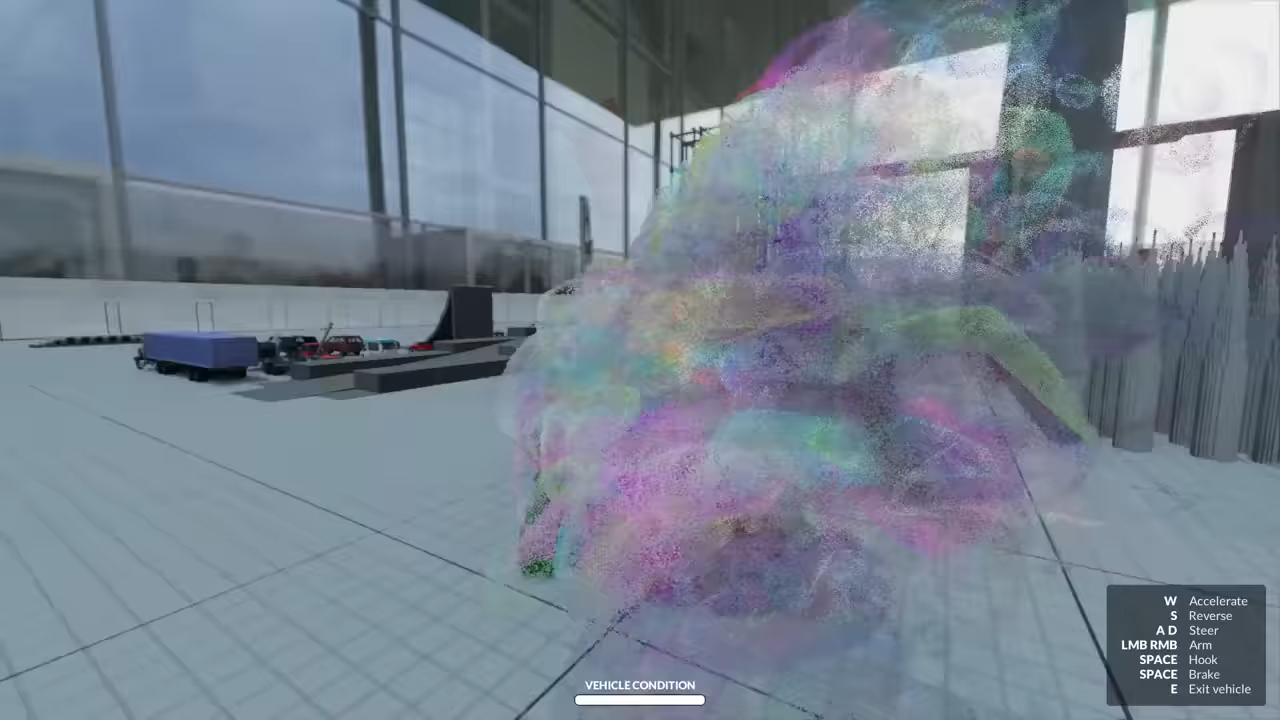 W Accelerate
S Reverse
A D Steer
LMB RMB Arm
SPACE Hook
SPACE Brake
E Exit vehicle
VEHICLE CONDITION